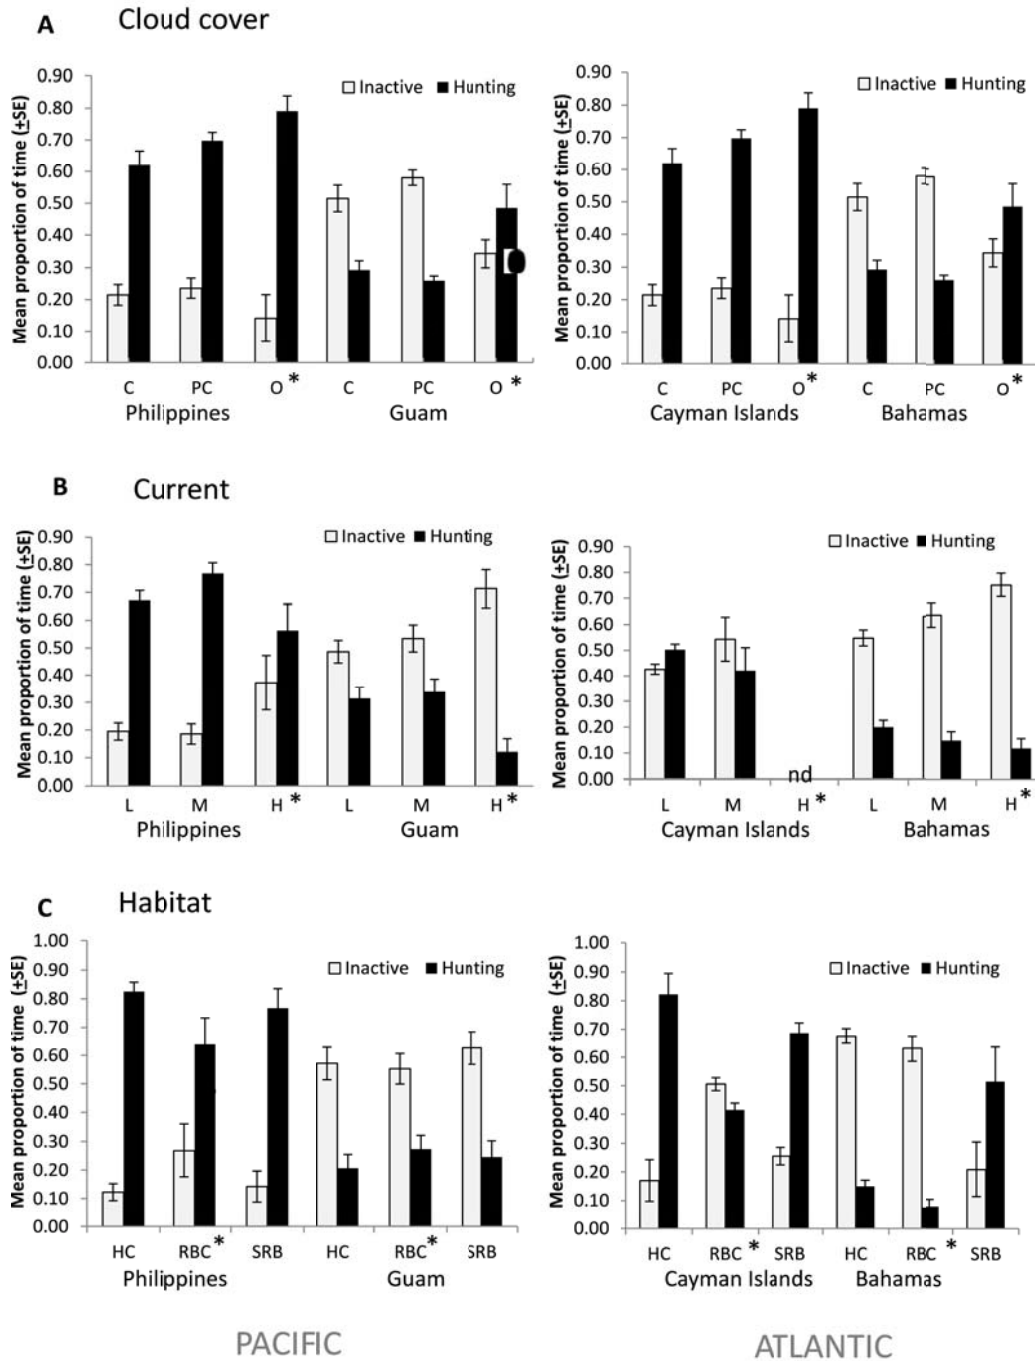 A Cloud cover
Mean proportion of time (±SE)
0.90
0.80
0.70
0.60
0.50
0.40
0.30
0.20
0.10
0.00
Inactive Hunting
C PC O* C PC O*
Philippines Guam
Mean proportion of time (±SE)
0.90
0.80
0.70
0.60
0.50
0.40
0.30
0.20
0.10
0.00
Inactive Hunting
C PC O* C PC O*
Cayman Islands Bahamas
B Current
Mean proportion of time (±SE)
0.90
0.80
0.70
0.60
0.50
0.40
0.30
0.20
0.10
0.00
Inactive Hunting
L M H* L M H*
Philippines Guam
Mean proportion of time (±SE)
0.90
0.80
0.70
0.60
0.50
0.40
0.30
0.20
0.10
0.00
Inactive Hunting
nd
L M H* L M H*
Cayman Islands Bahamas
C Habitat
Mean proportion of time (±SE)
1.00
0.90
0.80
0.70
0.60
0.50
0.40
0.30
0.20
0.10
0.00
Inactive Hunting
HC RBC* SRB HC RBC* SRB
Philippines Guam
Mean proportion of time (±SE)
1.00
0.90
0.80
0.70
0.60
0.50
0.40
0.30
0.20
0.10
0.00
Inactive Hunting
HC RBC * SRB HC RBC * SRB
Cayman Islands Bahamas
PACIFIC ATLANTIC